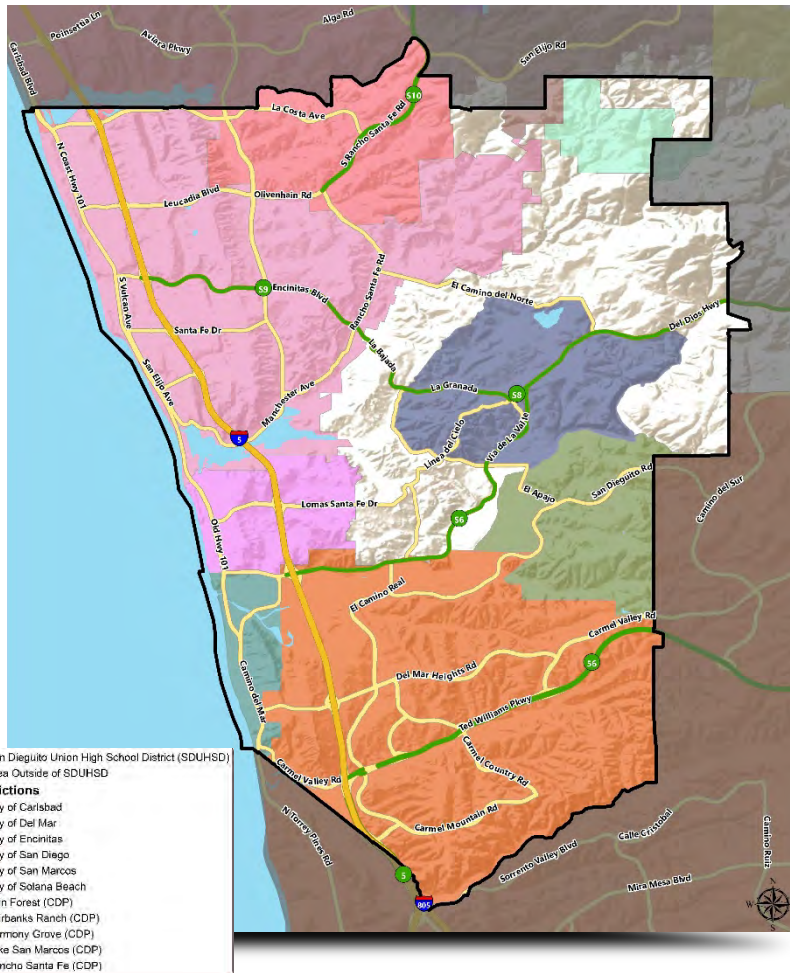 Poinsettia Ln
Alga Rd
Aviara Pkwy
San Elijo Rd
Carlsbad Blvd
S10
La Costa Ave
S Rancho Santa Fe Rd
N Coast Hwy 101
Leucadia Blvd
Olivenhain Rd
S9
Encinitas Blvd
Rancho Santa Fe Rd
El Camino del Norte
S Vulcan Ave
Santa Fe Dr
La Bajada
Del Dios Hwy
San Elijo Ave
La Granada
S8
Manchester Ave
5
Linea del Cielo
Via de La Valle
El Apajo
San Dieguito Rd
Camino del Sur
Lomas Santa Fe Dr
S6
Old Hwy 101
El Camino Real
Carmel Valley Rd
Del Mar Heights Rd
56
Camino del Mar
Ted Williams Pkwy
Carmel Valley Rd
Carmel Country Rd
N Torrey Pines Rd
Carmel Mountain Rd
Calle Cristobal
Camino Ruiz
Sorrento Valley Blvd
Mira Mesa Blvd
5
805
N
W E
S
n Dieguito Union High School District (SDUHSD)
ea Outside of SDUHSD
dictions
y of Carlsbad
y of Del Mar
y of Encinitas
y of San Diego
y of San Marcos
y of Solana Beach
in Forest (CDP)
irbanks Ranch (CDP)
rmony Grove (CDP)
ke San Marcos (CDP)
ncho Santa Fe (CDP)